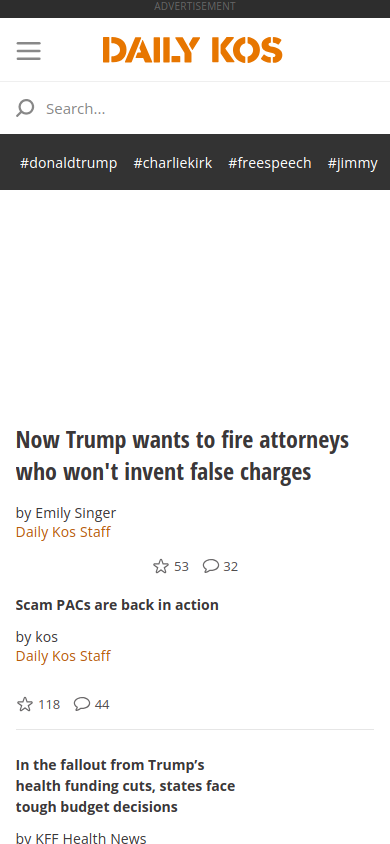 ADVERTISEMENT
DAILY KOS
Search...
#donaldtrump #charliekirk #freespeech #jimmy
Now Trump wants to fire attorneys
who won't invent false charges
by Emily Singer
Daily Kos Staff
53 32
Scam PACs are back in action
by kos
Daily Kos Staff
118 44
In the fallout from Trump’s
health funding cuts, states face
tough budget decisions
by KFF Health News